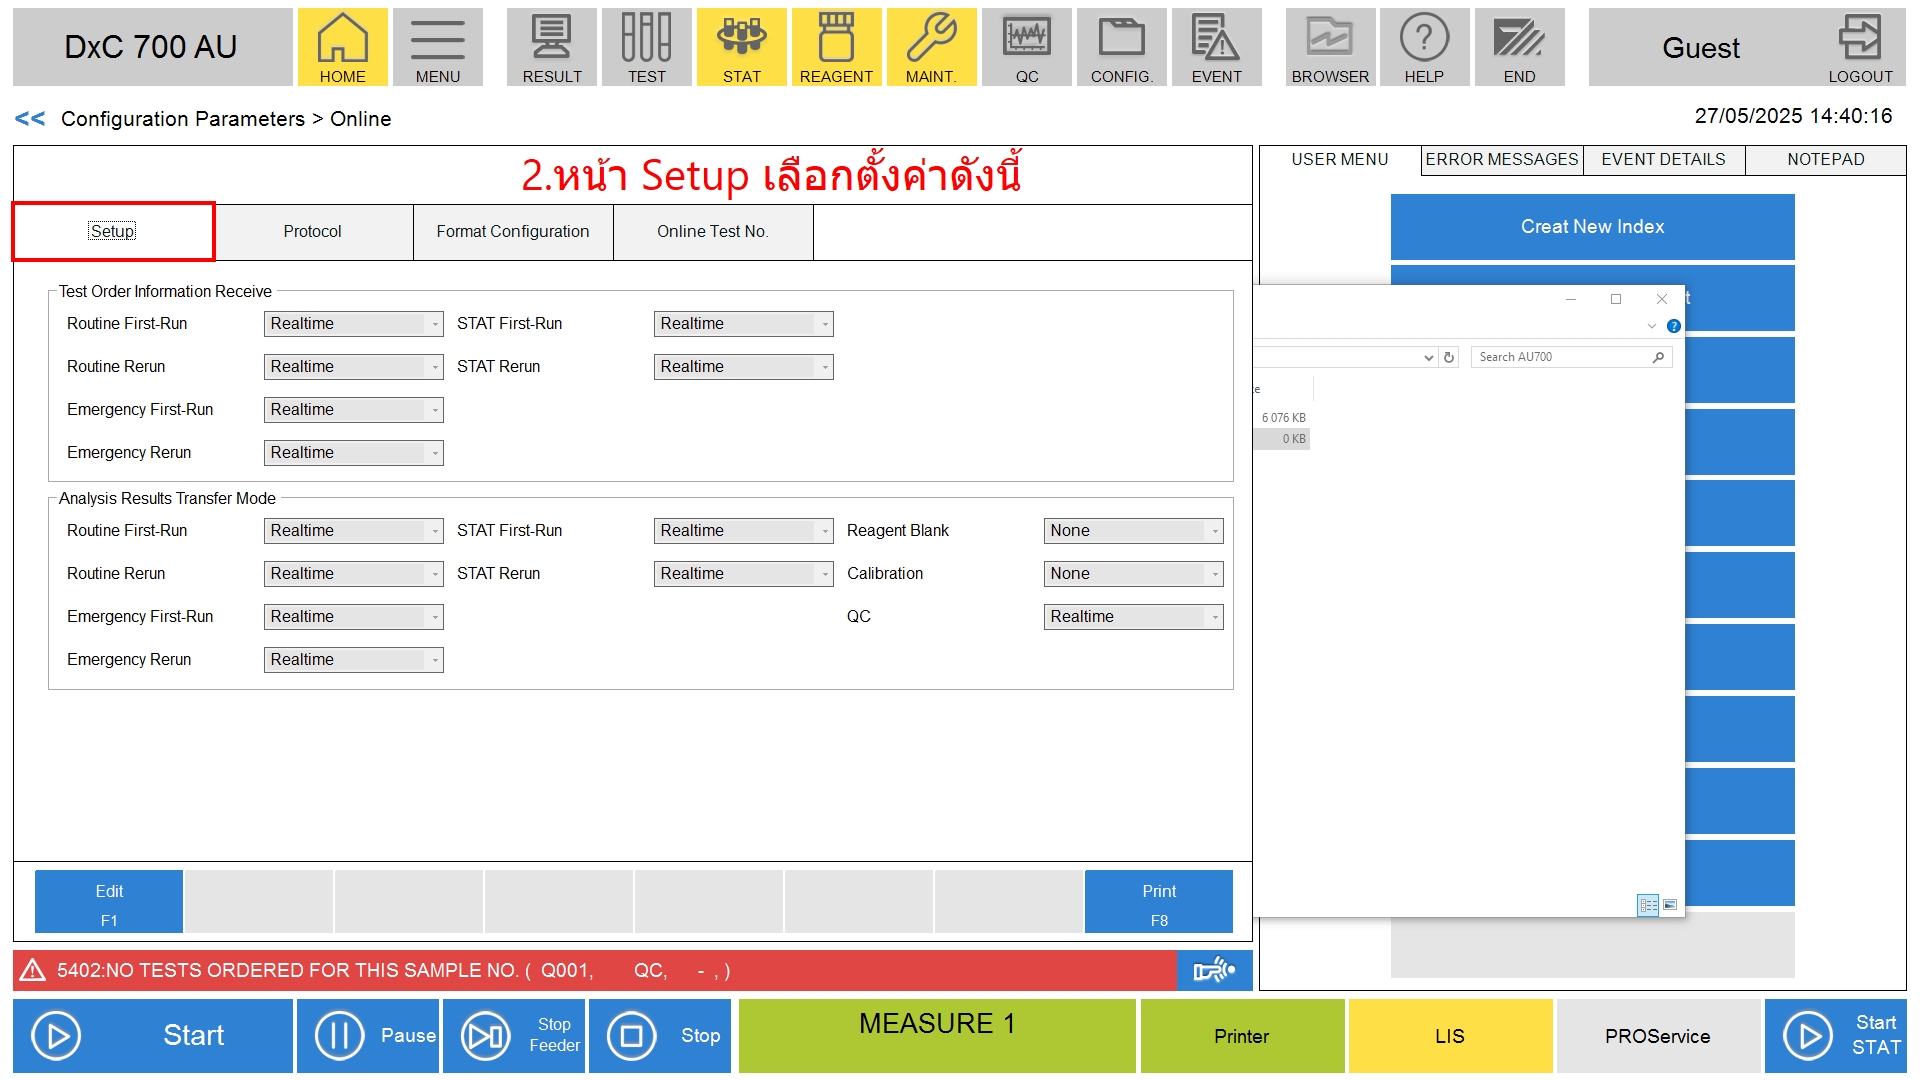 DxC 700 AU
HOME
MENU
RESULT
TEST
STAT
REAGENT
MAINT.
QC
CONFIG.
EVENT
BROWSER
HELP
END
Guest
LOGOUT
<< Configuration Parameters > Online
27/05/2025 14:40:16
2.หน้า Setup เลือกตั้งค่าดังนี้
USER MENU
ERROR MESSAGES
EVENT DETAILS
NOTEPAD
Setup
Protocol
Format Configuration
Online Test No.
Creat New Index
Test Order Information Receive
Routine First-Run Realtime STAT First-Run Realtime
Routine Rerun Realtime STAT Rerun Realtime
Emergency First-Run Realtime
Emergency Rerun Realtime
Analysis Results Transfer Mode
Routine First-Run Realtime STAT First-Run Realtime Reagent Blank None
Routine Rerun Realtime STAT Rerun Realtime Calibration None
Emergency First-Run Realtime QC Realtime
Emergency Rerun Realtime
Search AU700
6 076 KB
0 KB
Edit
F1
Print
F8
5402:NO TESTS ORDERED FOR THIS SAMPLE NO. ( Q001, QC, - , )
Start
Pause
Stop
Feeder
Stop
MEASURE 1
Printer
LIS
PROService
Start
STAT